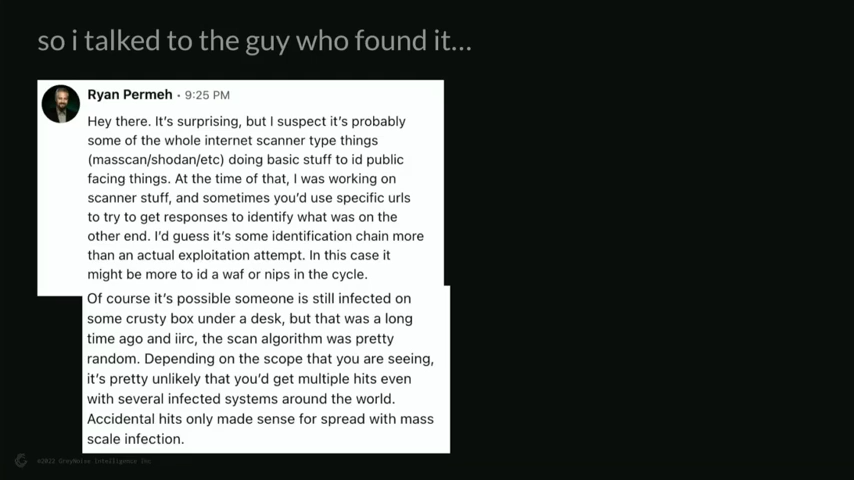 so i talked to the guy who found it...
Ryan Permeh · 9:25 PM
Hey there. It's surprising, but I suspect it's probably
some of the whole internet scanner type things
(masscan/shodan/etc) doing basic stuff to id public
facing things. At the time of that, I was working on
scanner stuff, and sometimes you'd use specific urls
to try to get responses to identify what was on the
other end. I'd guess it's some identification chain more
than an actual exploitation attempt. In this case it
might be more to id a waf or nips in the cycle.
Of course it's possible someone is still infected on
some crusty box under a desk, but that was a long
time ago and iirc, the scan algorithm was pretty
random. Depending on the scope that you are seeing,
it's pretty unlikely that you'd get multiple hits even
with several infected systems around the world.
Accidental hits only made sense for spread with mass
scale infection.
©2022 GreyNoise Intelligence Inc